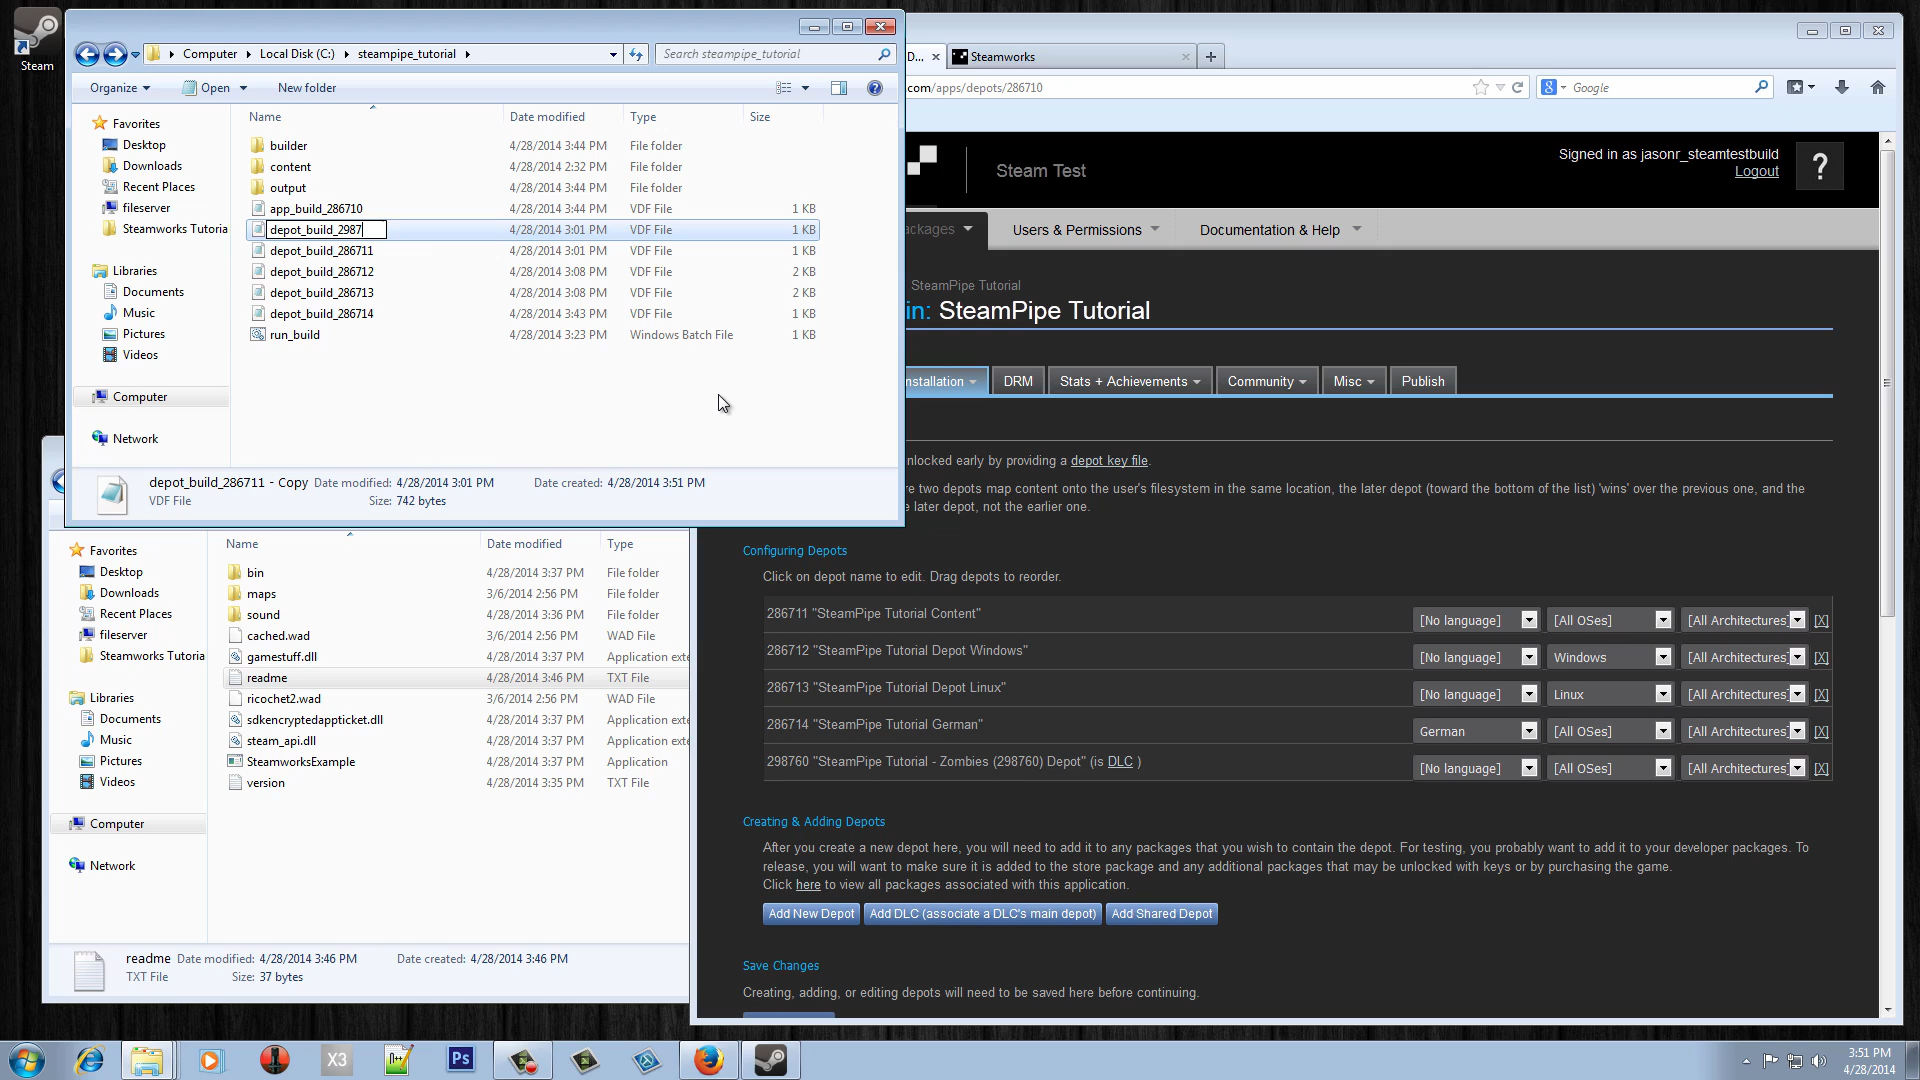 Steam
Computer
Local Disk (C:)
steampipe_tutorial
Search steampipe_tutorial
Organize
Open
New folder
Name
Date modified
Type
Size
Favorites
Desktop
Downloads
Recent Places
fileserver
Steamworks Tutoria
Libraries
Documents
Music
Pictures
Videos
Computer
Network
builder 4/28/2014 3:44 PM File folder
content 4/28/2014 2:32 PM File folder
output 4/28/2014 3:44 PM File folder
app_build_286710 4/28/2014 3:44 PM VDF File 1 KB
depot_build_2987 4/28/2014 3:01 PM VDF File 1 KB
depot_build_286711 4/28/2014 3:01 PM VDF File 1 KB
depot_build_286712 4/28/2014 3:08 PM VDF File 2 KB
depot_build_286713 4/28/2014 3:08 PM VDF File 2 KB
depot_build_286714 4/28/2014 3:43 PM VDF File 1 KB
run_build 4/28/2014 3:23 PM Windows Batch File 1 KB
depot_build_286711 - Copy Date modified: 4/28/2014 3:01 PM Date created: 4/28/2014 3:51 PM
VDF File Size: 742 bytes
Name Date modified Type
Favorites
Desktop
Downloads
Recent Places
fileserver
Steamworks Tutoria
Libraries
Documents
Music
Pictures
Videos
Computer
Network
bin 4/28/2014 3:37 PM File folder
maps 3/6/2014 2:56 PM File folder
sound 4/28/2014 3:36 PM File folder
cached.wad 3/6/2014 2:56 PM WAD File
gamestuff.dll 4/28/2014 3:37 PM Application exte
readme 4/28/2014 3:46 PM TXT File
ricochet2.wad 3/6/2014 2:56 PM WAD File
sdkencryptedappticket.dll 4/28/2014 3:37 PM Application exte
steam_api.dll 4/28/2014 3:37 PM Application exte
SteamworksExample 4/28/2014 3:37 PM Application
version 4/28/2014 3:35 PM TXT File
readme Date modified: 4/28/2014 3:46 PM Date created: 4/28/2014 3:46 PM
TXT File Size: 37 bytes
D... Steamworks
.com/apps/depots/286710
Google
Steam Test
Signed in as jasonr_steamtestbuild
Logout
?
ackages Users & Permissions Documentation & Help
SteamPipe Tutorial
in: SteamPipe Tutorial
nstallation DRM Stats + Achievements Community Misc Publish
nlocked early by providing a depot key file.
re two depots map content onto the user's filesystem in the same location, the later depot (toward the bottom of the list) 'wins' over the previous one, and the
e later depot, not the earlier one.
Configuring Depots
Click on depot name to edit. Drag depots to reorder.
286711 "SteamPipe Tutorial Content" [No language] [All OSes] [All Architectures] [X]
286712 "SteamPipe Tutorial Depot Windows" [No language] Windows [All Architectures] [X]
286713 "SteamPipe Tutorial Depot Linux" [No language] Linux [All Architectures] [X]
286714 "SteamPipe Tutorial German" German [All OSes] [All Architectures] [X]
298760 "SteamPipe Tutorial - Zombies (298760) Depot" (is DLC ) [No language] [All OSes] [All Architectures] [X]
Creating & Adding Depots
After you create a new depot here, you will need to add it to any packages that you wish to contain the depot. For testing, you probably want to add it to your developer packages. To
release, you will want to make sure it is added to the store package and any additional packages that may be unlocked with keys or by purchasing the game.
Click here to view all packages associated with this application.
Add New Depot Add DLC (associate a DLC's main depot) Add Shared Depot
Save Changes
Creating, adding, or editing depots will need to be saved here before continuing.
X3
Ps
3:51 PM
4/28/2014